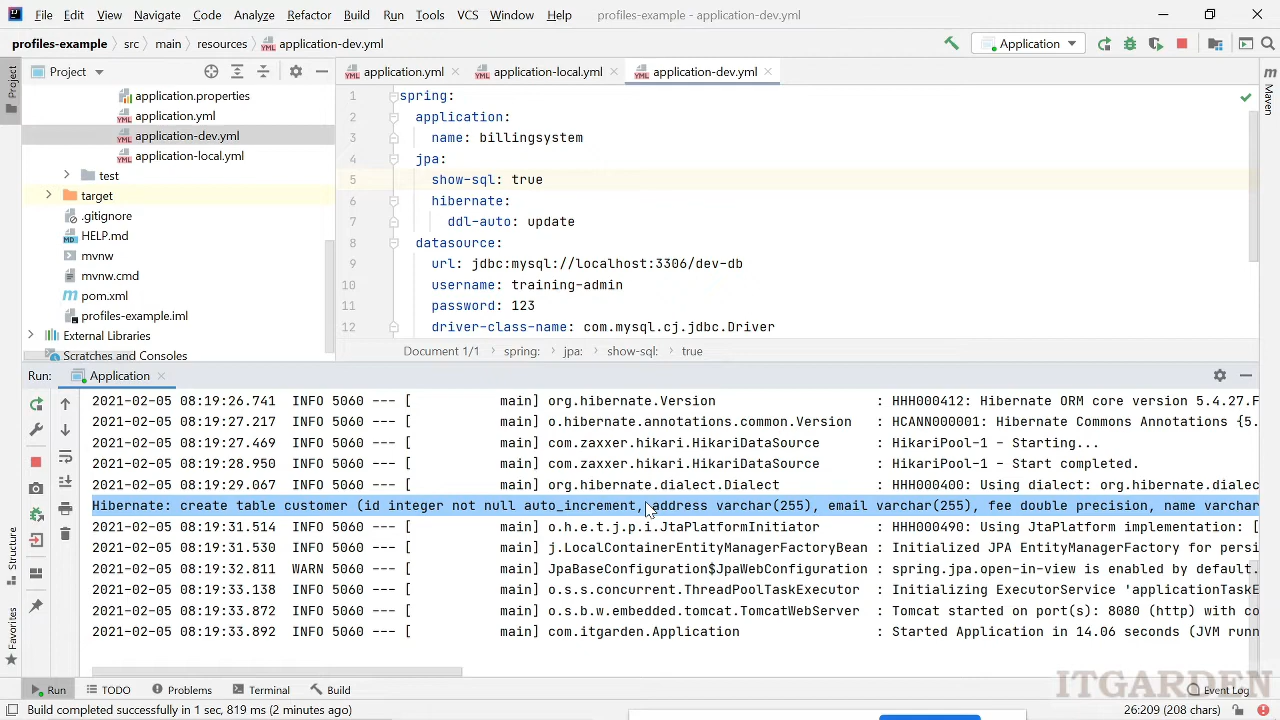 File Edit View Navigate Code Analyze Refactor Build Run Tools VCS Window Help profiles-example - application-dev.yml
profiles-example src main resources application-dev.yml Application
Project
application.yml application-local.yml application-dev.yml
Project
Maven
application.properties
application.yml
application-dev.yml
application-local.yml
test
target
.gitignore
HELP.md
mvnw
mvnw.cmd
pom.xml
profiles-example.iml
External Libraries
Scratches and Consoles
1 spring:
2 application:
3 name: billingsystem
4 jpa:
5 show-sql: true
6 hibernate:
7 ddl-auto: update
8 datasource:
9 url: jdbc:mysql://localhost:3306/dev-db
10 username: training-admin
11 password: 123
12 driver-class-name: com.mysql.cj.jdbc.Driver
Document 1/1 spring: jpa: show-sql: true
Run: Application
2021-02-05 08:19:26.741 INFO 5060 --- [ main] org.hibernate.Version : HHH000412: Hibernate ORM core version 5.4.27.F
2021-02-05 08:19:27.217 INFO 5060 --- [ main] o.hibernate.annotations.common.Version : HCANN000001: Hibernate Commons Annotations {5.
2021-02-05 08:19:27.469 INFO 5060 --- [ main] com.zaxxer.hikari.HikariDataSource : HikariPool-1 - Starting...
2021-02-05 08:19:28.950 INFO 5060 --- [ main] com.zaxxer.hikari.HikariDataSource : HikariPool-1 - Start completed.
2021-02-05 08:19:29.067 INFO 5060 --- [ main] org.hibernate.dialect.Dialect : HHH000400: Using dialect: org.hibernate.dialec
Hibernate: create table customer (id integer not null auto_increment, address varchar(255), email varchar(255), fee double precision, name varchar
2021-02-05 08:19:31.514 INFO 5060 --- [ main] o.h.e.t.j.p.i.JtaPlatformInitiator : HHH000490: Using JtaPlatform implementation: [
2021-02-05 08:19:31.530 INFO 5060 --- [ main] j.LocalContainerEntityManagerFactoryBean : Initialized JPA EntityManagerFactory for persi
2021-02-05 08:19:32.811 WARN 5060 --- [ main] JpaBaseConfiguration$JpaWebConfiguration : spring.jpa.open-in-view is enabled by default.
2021-02-05 08:19:33.138 INFO 5060 --- [ main] o.s.s.concurrent.ThreadPoolTaskExecutor : Initializing ExecutorService 'applicationTaskE
2021-02-05 08:19:33.872 INFO 5060 --- [ main] o.s.b.w.embedded.tomcat.TomcatWebServer : Tomcat started on port(s): 8080 (http) with co
2021-02-05 08:19:33.892 INFO 5060 --- [ main] com.itgarden.Application : Started Application in 14.06 seconds (JVM runn
Structure
Favorites
ITGARDEN
Run TODO Problems Terminal Build Event Log
Build completed successfully in 1 sec, 819 ms (2 minutes ago) 26:209 (208 chars)